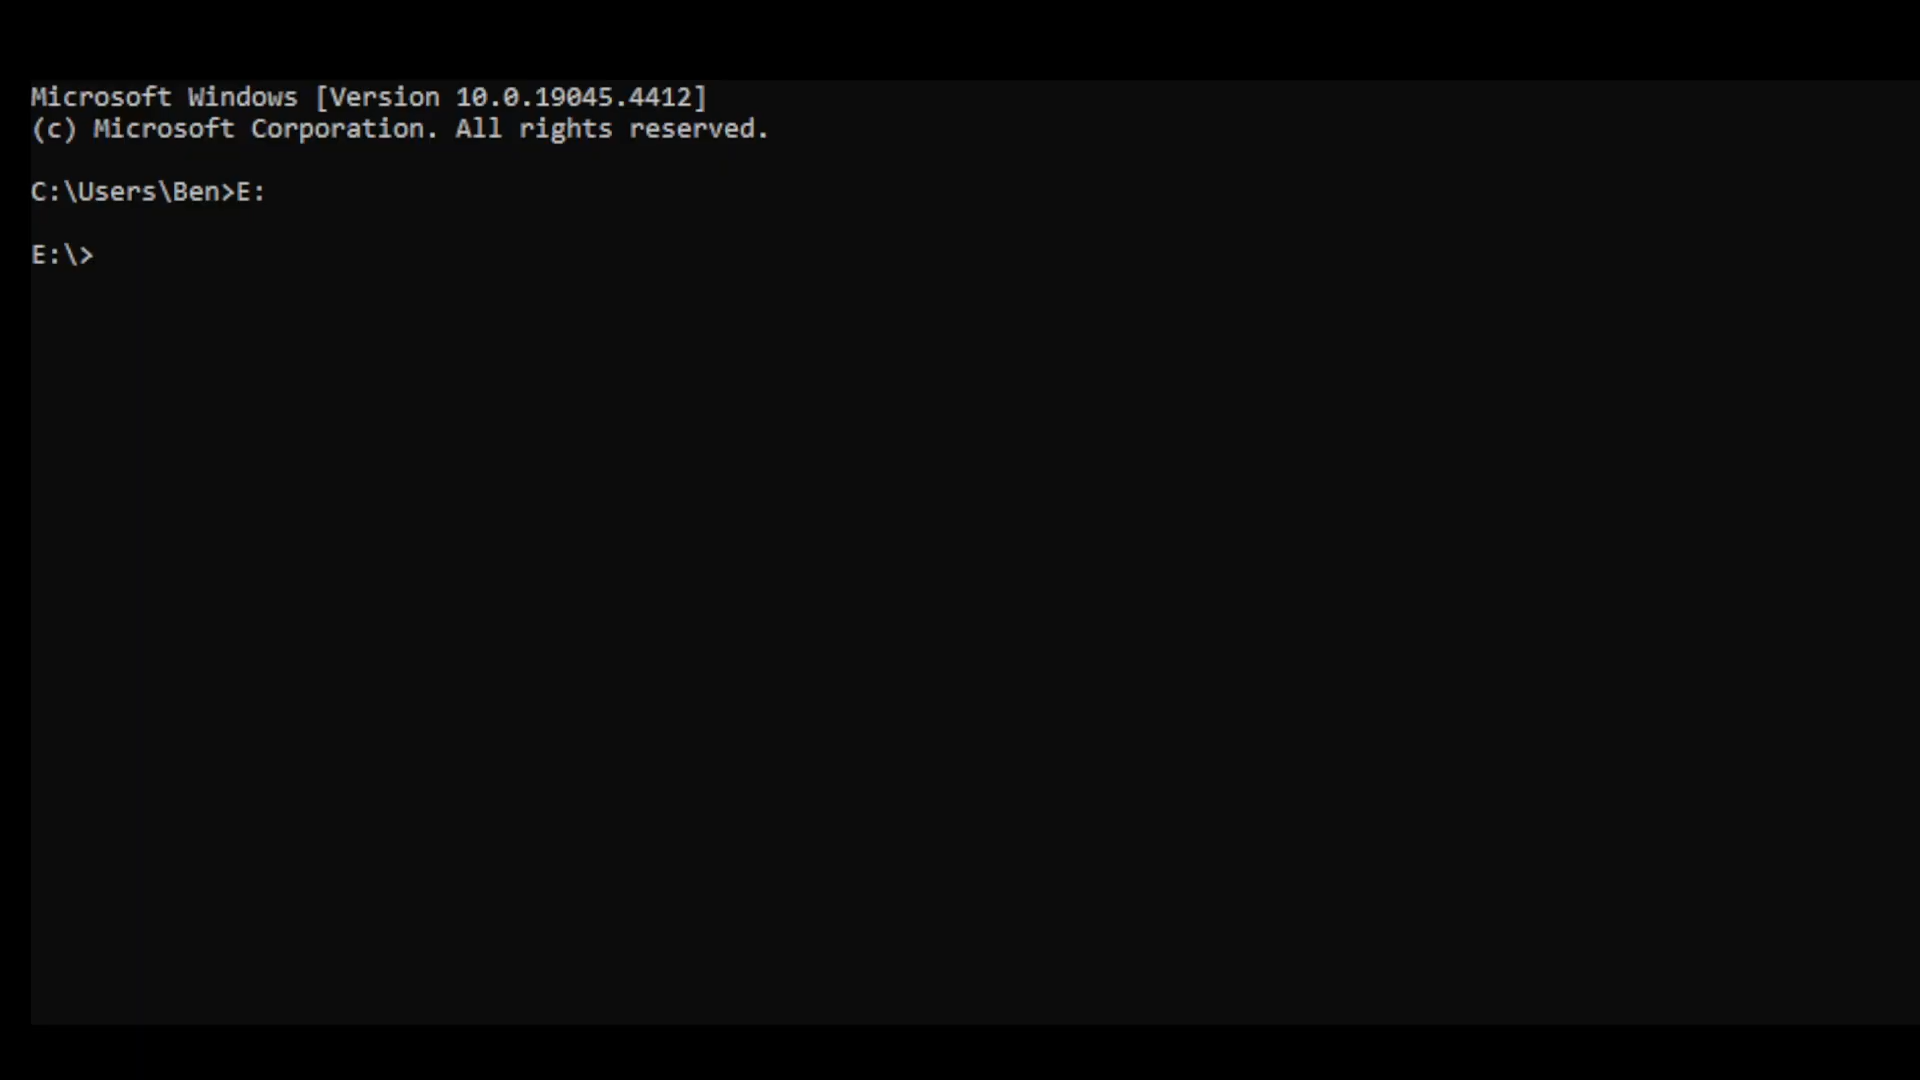 Microsoft Windows [Version 10.0.19045.4412]
(c) Microsoft Corporation. All rights reserved.
C:\Users\Ben>E:
E:\>